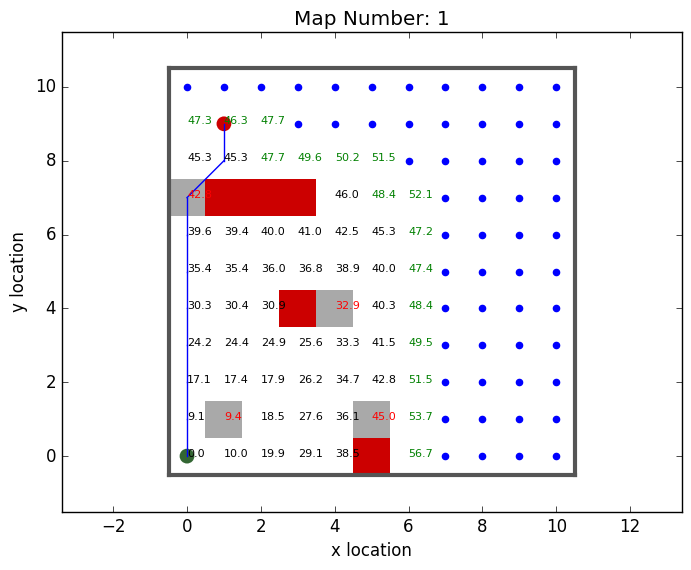 Map Number: 1
10
47.3 46.3 47.7
8
45.3 45.3 47.7 49.6 50.2 51.5
46.0 48.4 52.1
6
39.6 39.4 40.0 41.0 42.5 45.3 47.2
35.4 35.4 36.0 36.8 38.9 40.0 47.4
4
30.3 30.4 30.9 32.9 40.3 48.4
24.2 24.4 24.9 25.6 33.3 41.5 49.5
2
17.1 17.4 17.9 26.2 34.7 42.8 51.5
9.1 9.4 18.5 27.6 36.1 45.0 53.7
0
0.0 10.0 19.9 29.1 38.5 56.7
−2 0 2 4 6 8 10 12
x location
y location